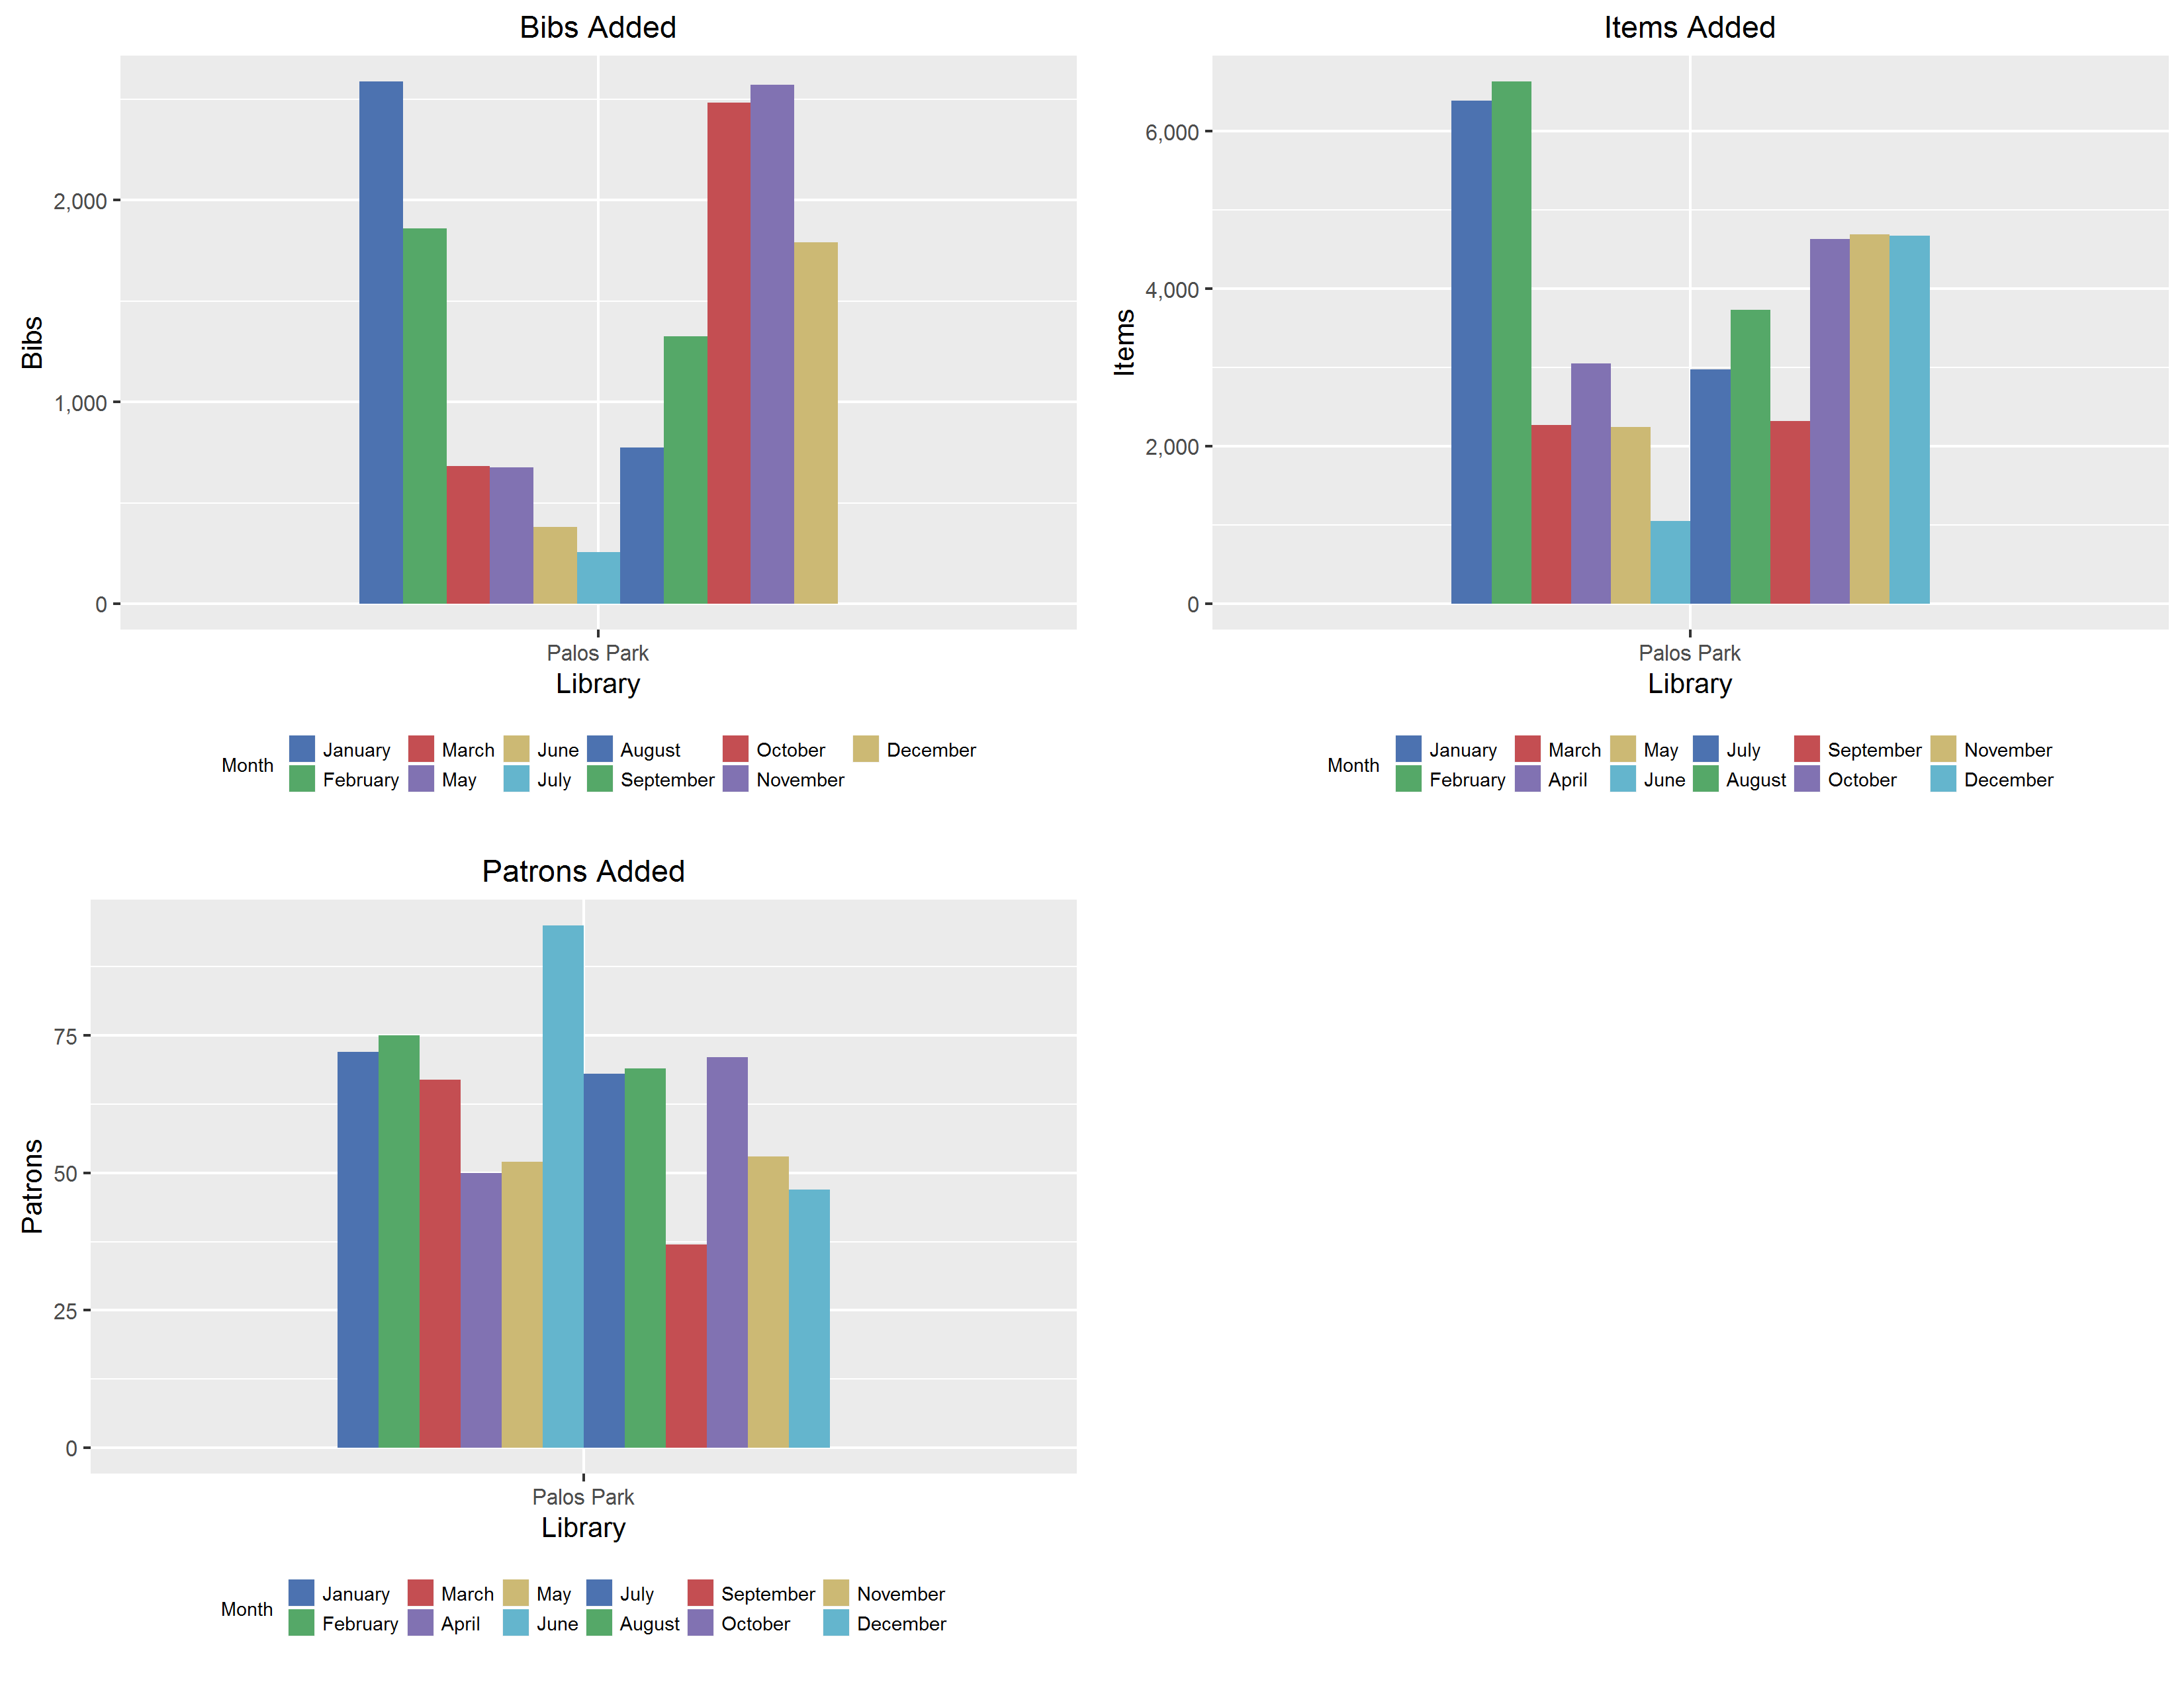 Bibs Added
Bibs
2,000
1,000
0
Palos Park
Library
Month
January March June August October December
February May July September November
Items Added
Items
6,000
4,000
2,000
0
Palos Park
Library
Month
January March May July September November
February April June August October December
Patrons Added
Patrons
75
50
25
0
Palos Park
Library
Month
January March May July September November
February April June August October December